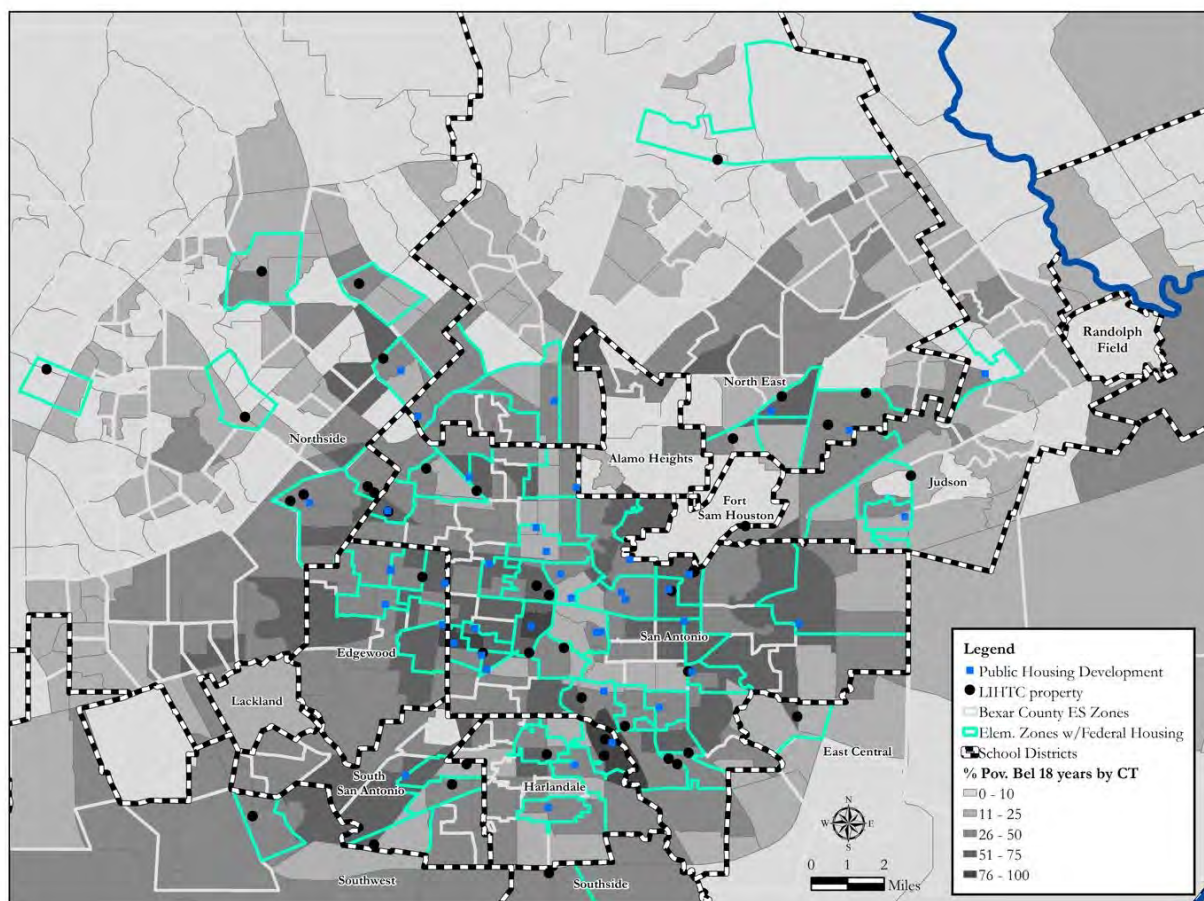 Randolph
Field
North East
Northside
Alamo Heights
Judson
Fort
Sam Houston
San Antonio
Edgewood
Lackland
East Central
South
San Antonio
Harlandale
Southwest
Southside
N
W
E
S
0 1 2
Miles
Legend
Public Housing Development
LIHTC property
Bexar County ES Zones
Elem. Zones w/Federal Housing
School Districts
% Pov. Bel 18 years by CT
0 - 10
11 - 25
26 - 50
51 - 75
76 - 100